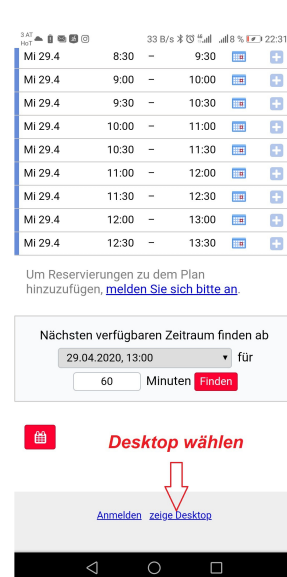 3 AT
HoT
33 B/s 8 % 22:31
Mi 29.4 8:30 – 9:30
Mi 29.4 9:00 – 10:00
Mi 29.4 9:30 – 10:30
Mi 29.4 10:00 – 11:00
Mi 29.4 10:30 – 11:30
Mi 29.4 11:00 – 12:00
Mi 29.4 11:30 – 12:30
Mi 29.4 12:00 – 13:00
Mi 29.4 12:30 – 13:30
Um Reservierungen zu dem Plan
hinzuzufügen, melden Sie sich bitte an.
Nächsten verfügbaren Zeitraum finden ab
29.04.2020, 13:00 für
60 Minuten Finden
Desktop wählen
Anmelden zeige Desktop